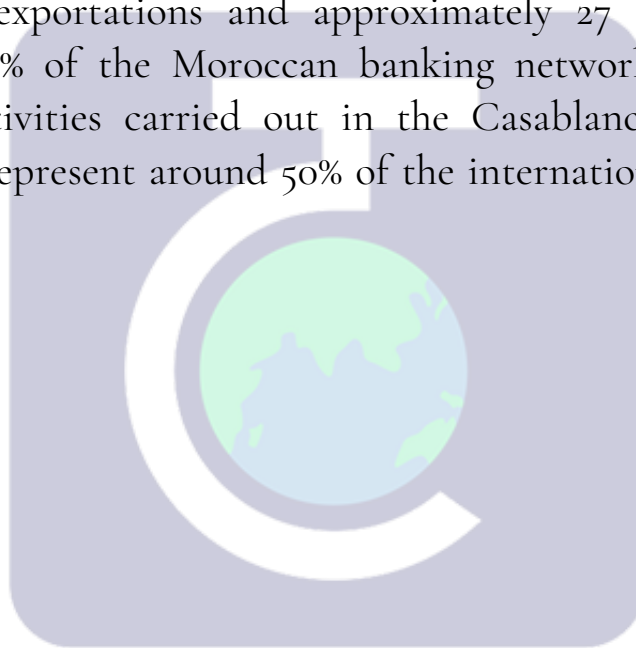 exportations and approximately 27
% of the Moroccan banking network
tivities carried out in the Casablanc
epresent around 50% of the internatio